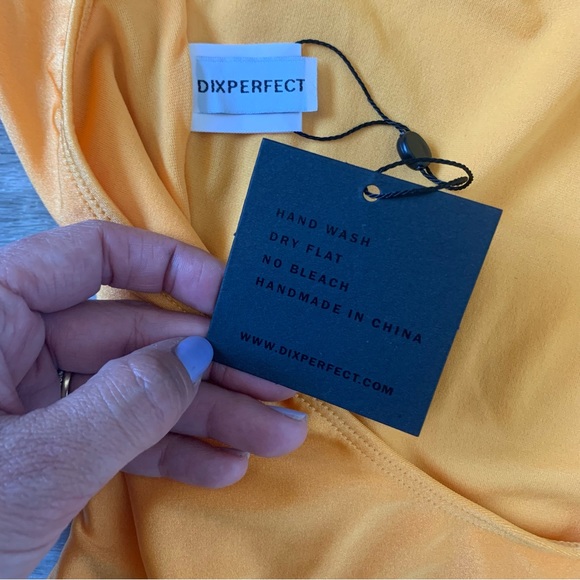 DIXPERFECT
HAND WASH
DRY FLAT
NO BLEACH
HANDMADE IN CHINA
WWW.DIXPERFECT.COM